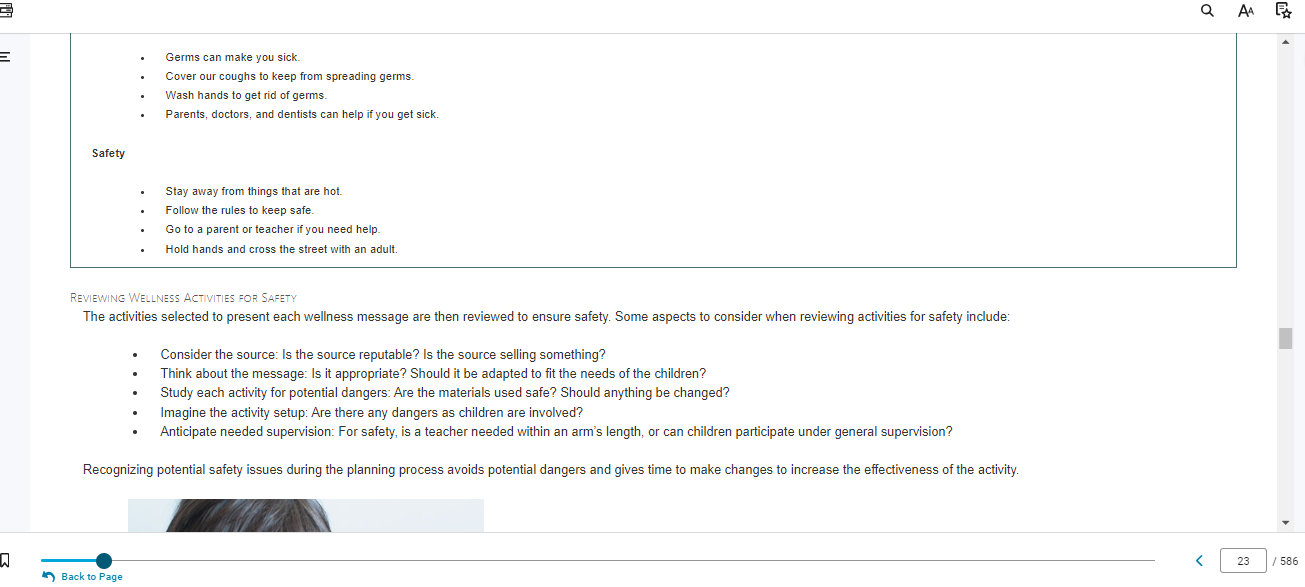 AA
• Germs can make you sick.
• Cover our coughs to keep from spreading germs.
• Wash hands to get rid of germs.
• Parents, doctors, and dentists can help if you get sick.
Safety
• Stay away from things that are hot.
• Follow the rules to keep safe.
• Go to a parent or teacher if you need help.
• Hold hands and cross the street with an adult.
Reviewing Wellness Activities for Safety
The activities selected to present each wellness message are then reviewed to ensure safety. Some aspects to consider when reviewing activities for safety include:
• Consider the source: Is the source reputable? Is the source selling something?
• Think about the message: Is it appropriate? Should it be adapted to fit the needs of the children?
• Study each activity for potential dangers: Are the materials used safe? Should anything be changed?
• Imagine the activity setup: Are there any dangers as children are involved?
• Anticipate needed supervision: For safety, is a teacher needed within an arm's length, or can children participate under general supervision?
Recognizing potential safety issues during the planning process avoids potential dangers and gives time to make changes to increase the effectiveness of the activity.
23 / 586
Back to Page